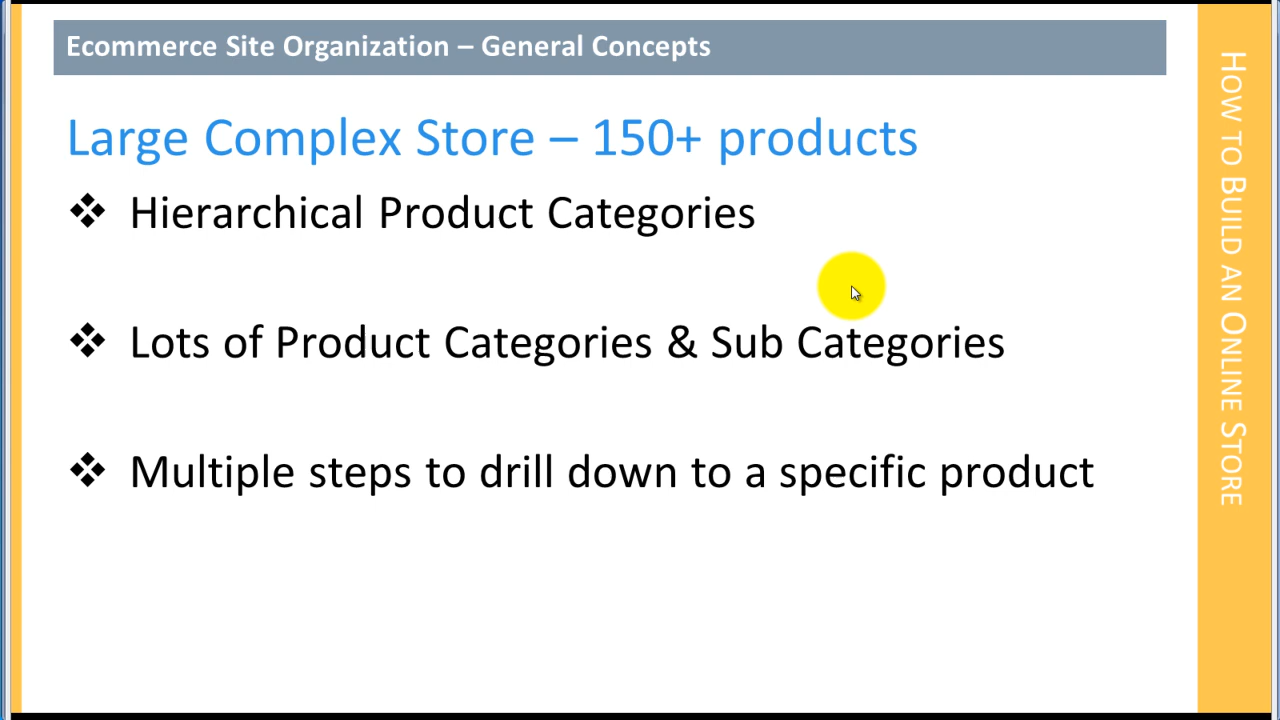 Ecommerce Site Organization – General Concepts
Large Complex Store – 150+ products
❖ Hierarchical Product Categories
❖ Lots of Product Categories & Sub Categories
❖ Multiple steps to drill down to a specific product
HOW TO BUILD AN ONLINE STORE